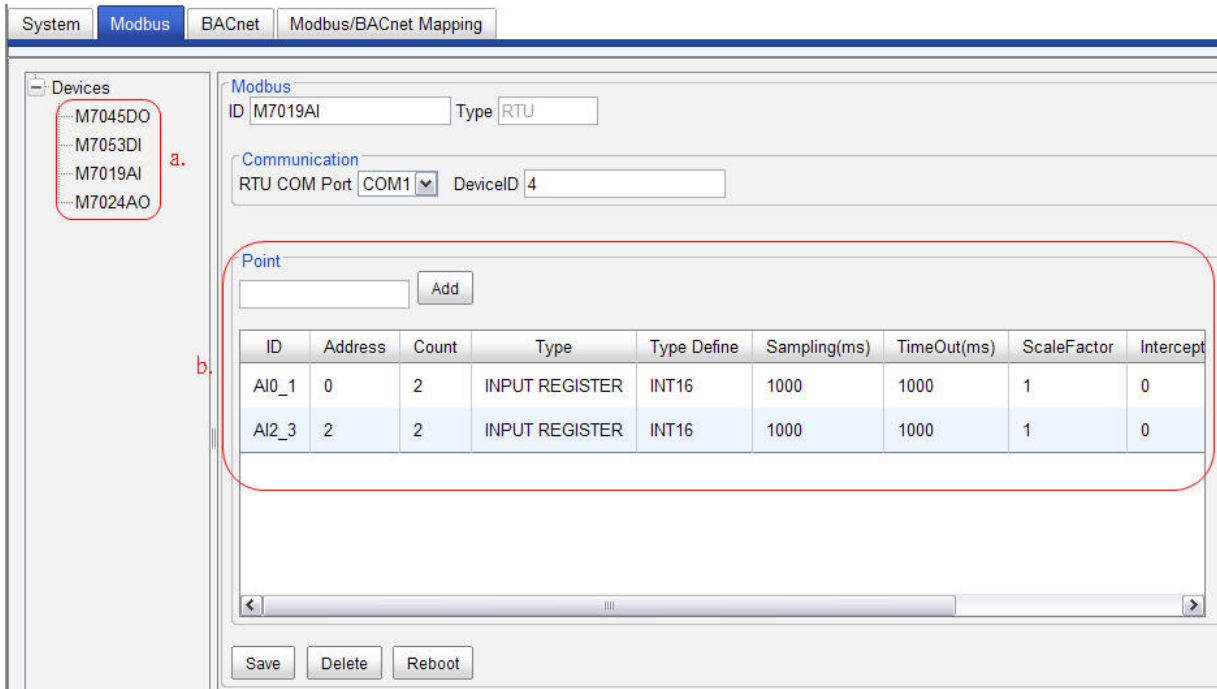 System Modbus BACnet Modbus/BACnet Mapping
Devices
M7045DO
M7053DI
M7019AI
M7024AO
a.
Modbus
ID M7019AI Type RTU
Communication
RTU COM Port COM1 DeviceID 4
b.
Point
Add
ID Address Count Type Type Define Sampling(ms) TimeOut(ms) ScaleFactor Intercept
AI0_1 0 2 INPUT REGISTER INT16 1000 1000 1 0
AI2_3 2 2 INPUT REGISTER INT16 1000 1000 1 0
Save Delete Reboot